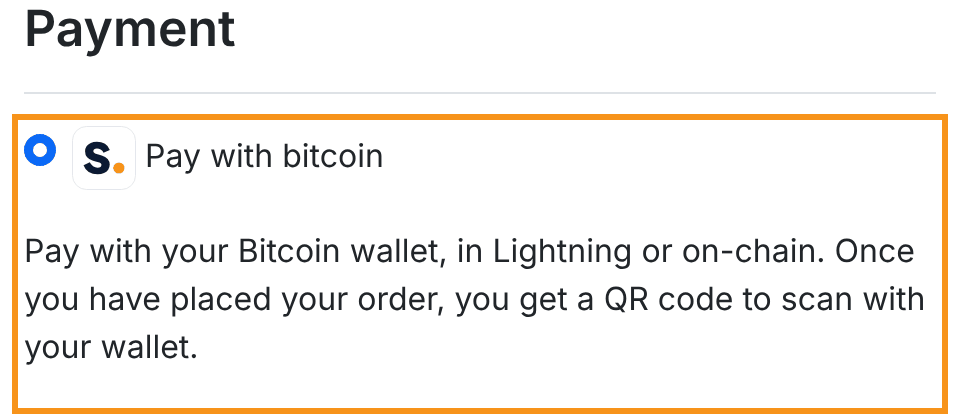 Payment
S. Pay with bitcoin
Pay with your Bitcoin wallet, in Lightning or on-chain. Once
you have placed your order, you get a QR code to scan with
your wallet.